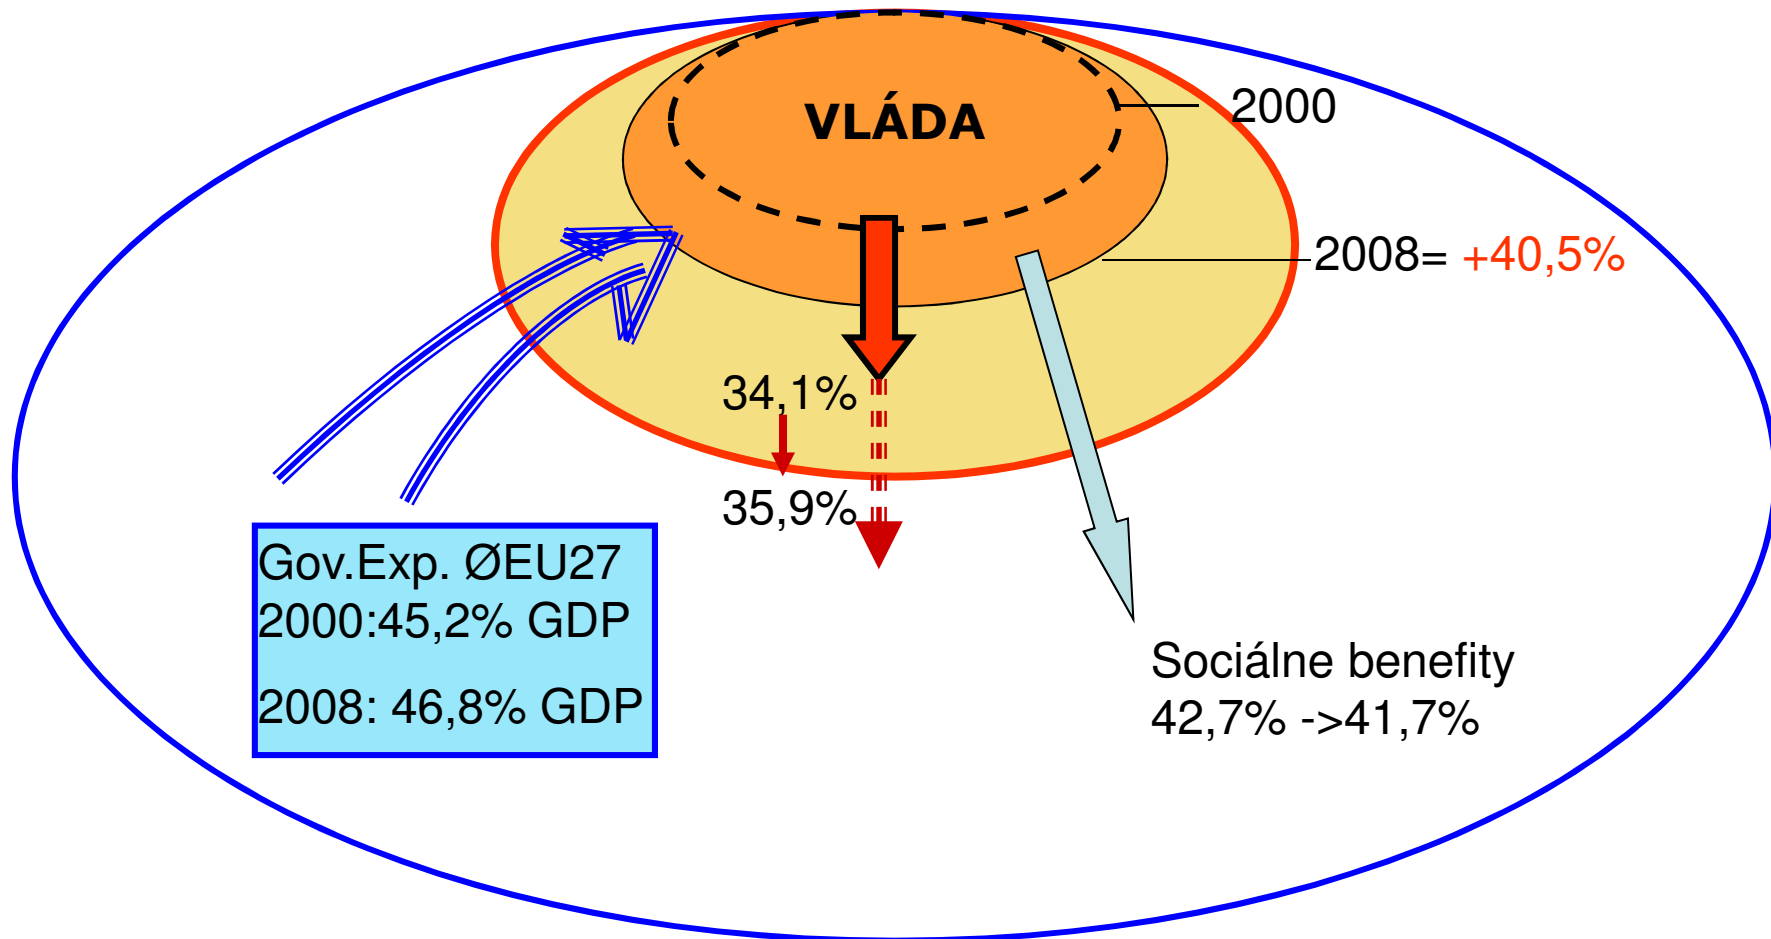 VLÁDA
2000
2008= +40,5%
34,1%
35,9%
Gov.Exp. ØEU27
2000:45,2% GDP
2008: 46,8% GDP
Sociálne benefity
42,7% ->41,7%